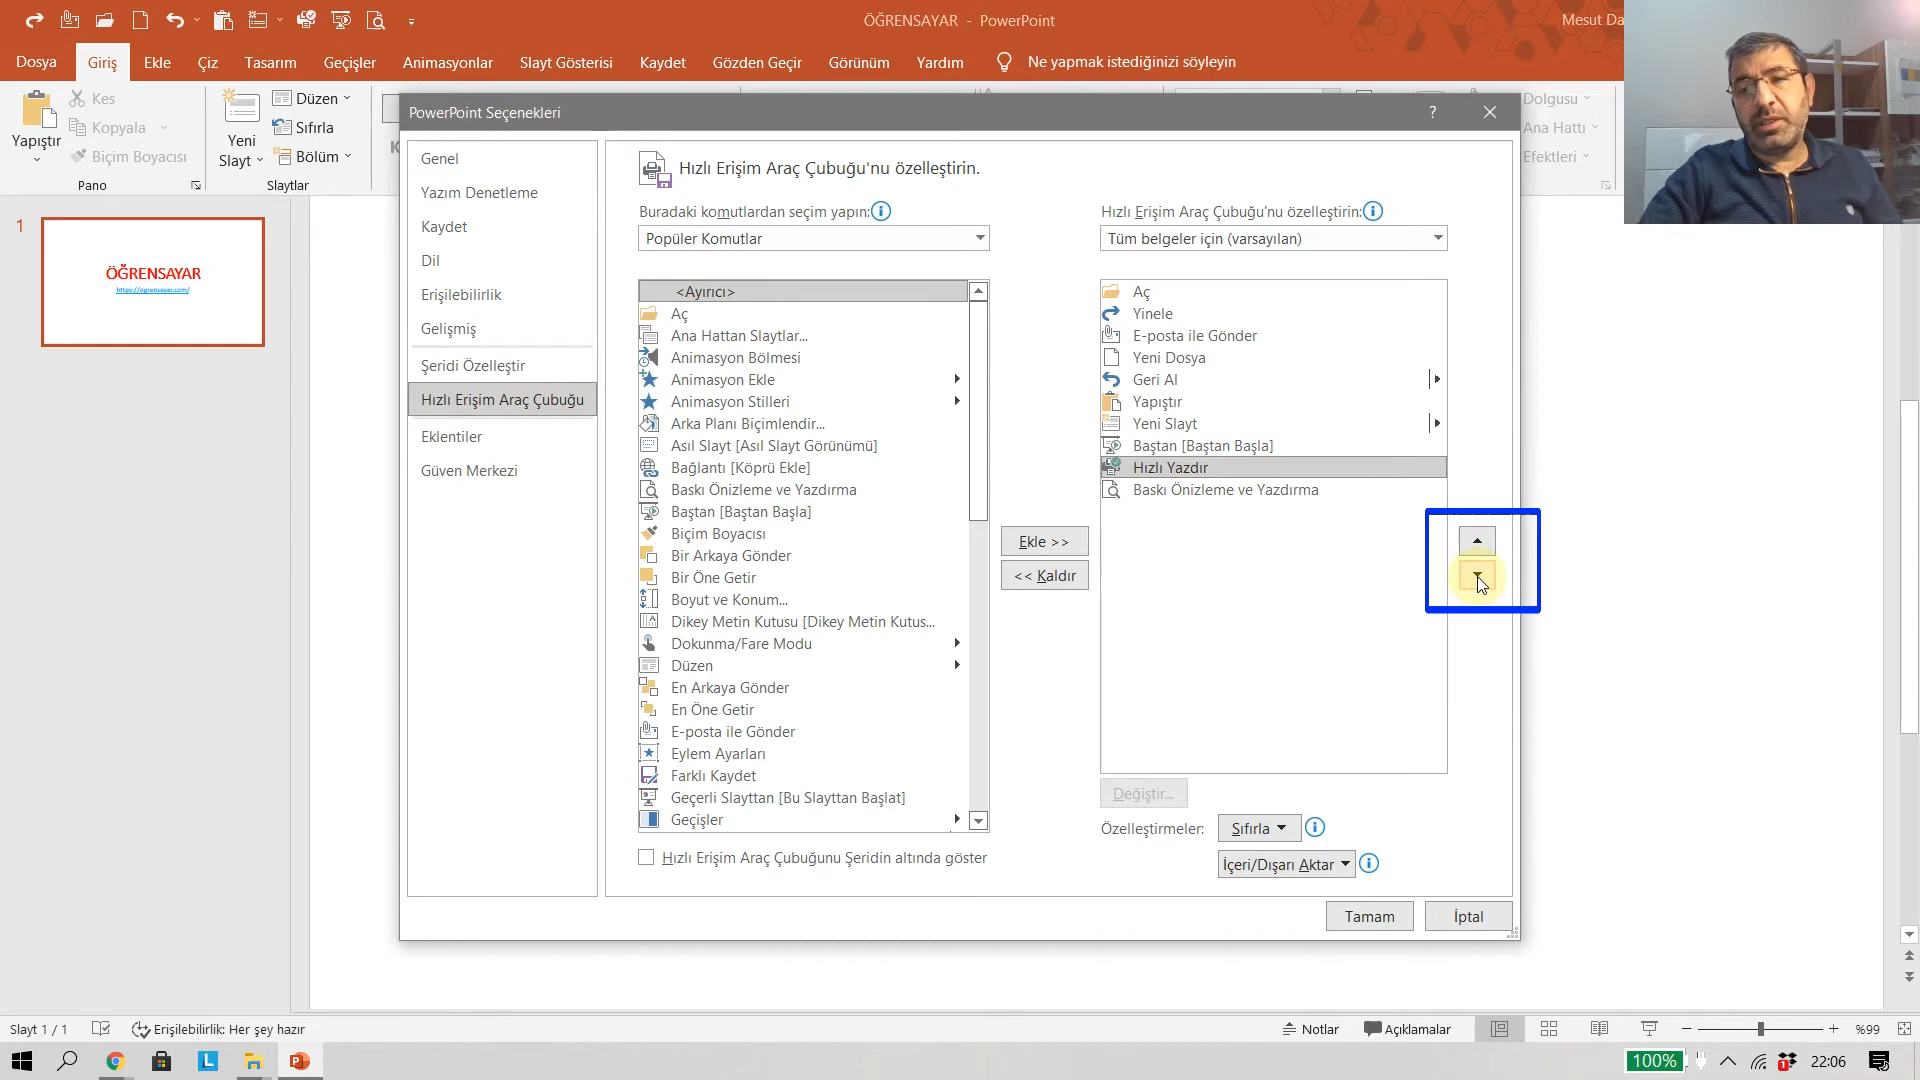 ÖĞRENSAYAR - PowerPoint
Mesut Da
Dosya Giriş Ekle Çiz Tasarım Geçişler Animasyonlar Slayt Gösterisi Kaydet Gözden Geçir Görünüm Yardım Ne yapmak istediğinizi söyleyin
Yapıştır
Kes
Kopyala
Biçim Boyacısı
Pano
Yeni
Slayt
Düzen
Sıfırla
Bölüm
Slaytlar
K
Dolgusu
Ana Hattı
Efektleri
1
ÖĞRENSAYAR
https://ogrensayar.com/
PowerPoint Seçenekleri
?
Genel
Yazım Denetleme
Kaydet
Dil
Erişilebilirlik
Gelişmiş
Şeridi Özelleştir
Hızlı Erişim Araç Çubuğu
Eklentiler
Güven Merkezi
Hızlı Erişim Araç Çubuğu'nu özelleştirin.
Buradaki komutlardan seçim yapın:
Popüler Komutlar
<Ayırıcı>
Aç
Ana Hattan Slaytlar...
Animasyon Bölmesi
Animasyon Ekle
Animasyon Stilleri
Arka Planı Biçimlendir...
Asıl Slayt [Asıl Slayt Görünümü]
Bağlantı [Köprü Ekle]
Baskı Önizleme ve Yazdırma
Baştan [Baştan Başla]
Biçim Boyacısı
Bir Arkaya Gönder
Bir Öne Getir
Boyut ve Konum...
Dikey Metin Kutusu [Dikey Metin Kutus...
Dokunma/Fare Modu
Düzen
En Arkaya Gönder
En Öne Getir
E-posta ile Gönder
Eylem Ayarları
Farklı Kaydet
Geçerli Slayttan [Bu Slayttan Başlat]
Geçişler
Hızlı Erişim Araç Çubuğunu Şeridin altında göster
Ekle >>
<< Kaldır
Hızlı Erişim Araç Çubuğu'nu özelleştirin:
Tüm belgeler için (varsayılan)
Aç
Yinele
E-posta ile Gönder
Yeni Dosya
Geri Al
Yapıştır
Yeni Slayt
Baştan [Baştan Başla]
Hızlı Yazdır
Baskı Önizleme ve Yazdırma
Değiştir...
Özelleştirmeler: Sıfırla
İçeri/Dışarı Aktar
Tamam İptal
Slayt 1 / 1 Erişilebilirlik: Her şey hazır
Notlar Açıklamalar %99
100% 22:06